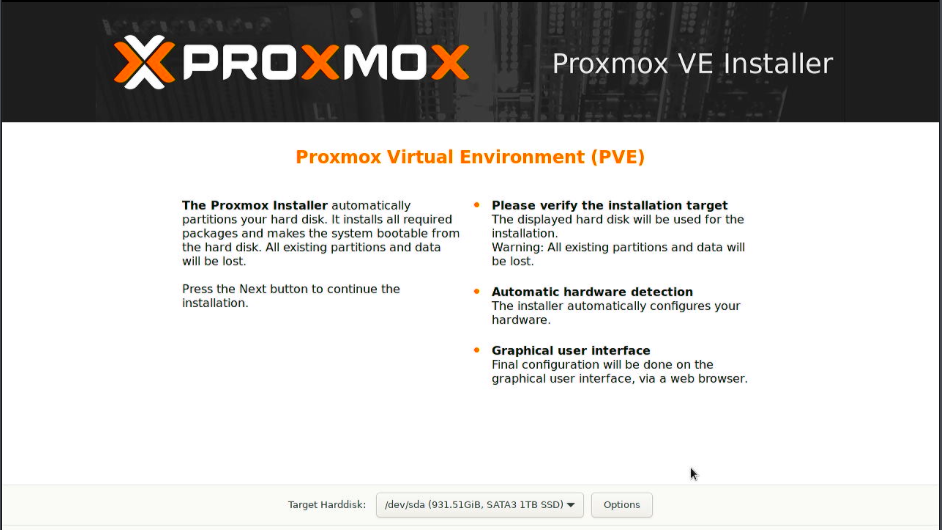 PROXMOX
Proxmox VE Installer
Proxmox Virtual Environment (PVE)
The Proxmox Installer automatically
partitions your hard disk. It installs all required
packages and makes the system bootable from
the hard disk. All existing partitions and data
will be lost.
Press the Next button to continue the
installation.
Please verify the installation target
The displayed hard disk will be used for the
installation.
Warning: All existing partitions and data will
be lost.
Automatic hardware detection
The installer automatically configures your
hardware.
Graphical user interface
Final configuration will be done on the
graphical user interface, via a web browser.
Target Harddisk: /dev/sda (931.51GiB, SATA3 1TB SSD) Options